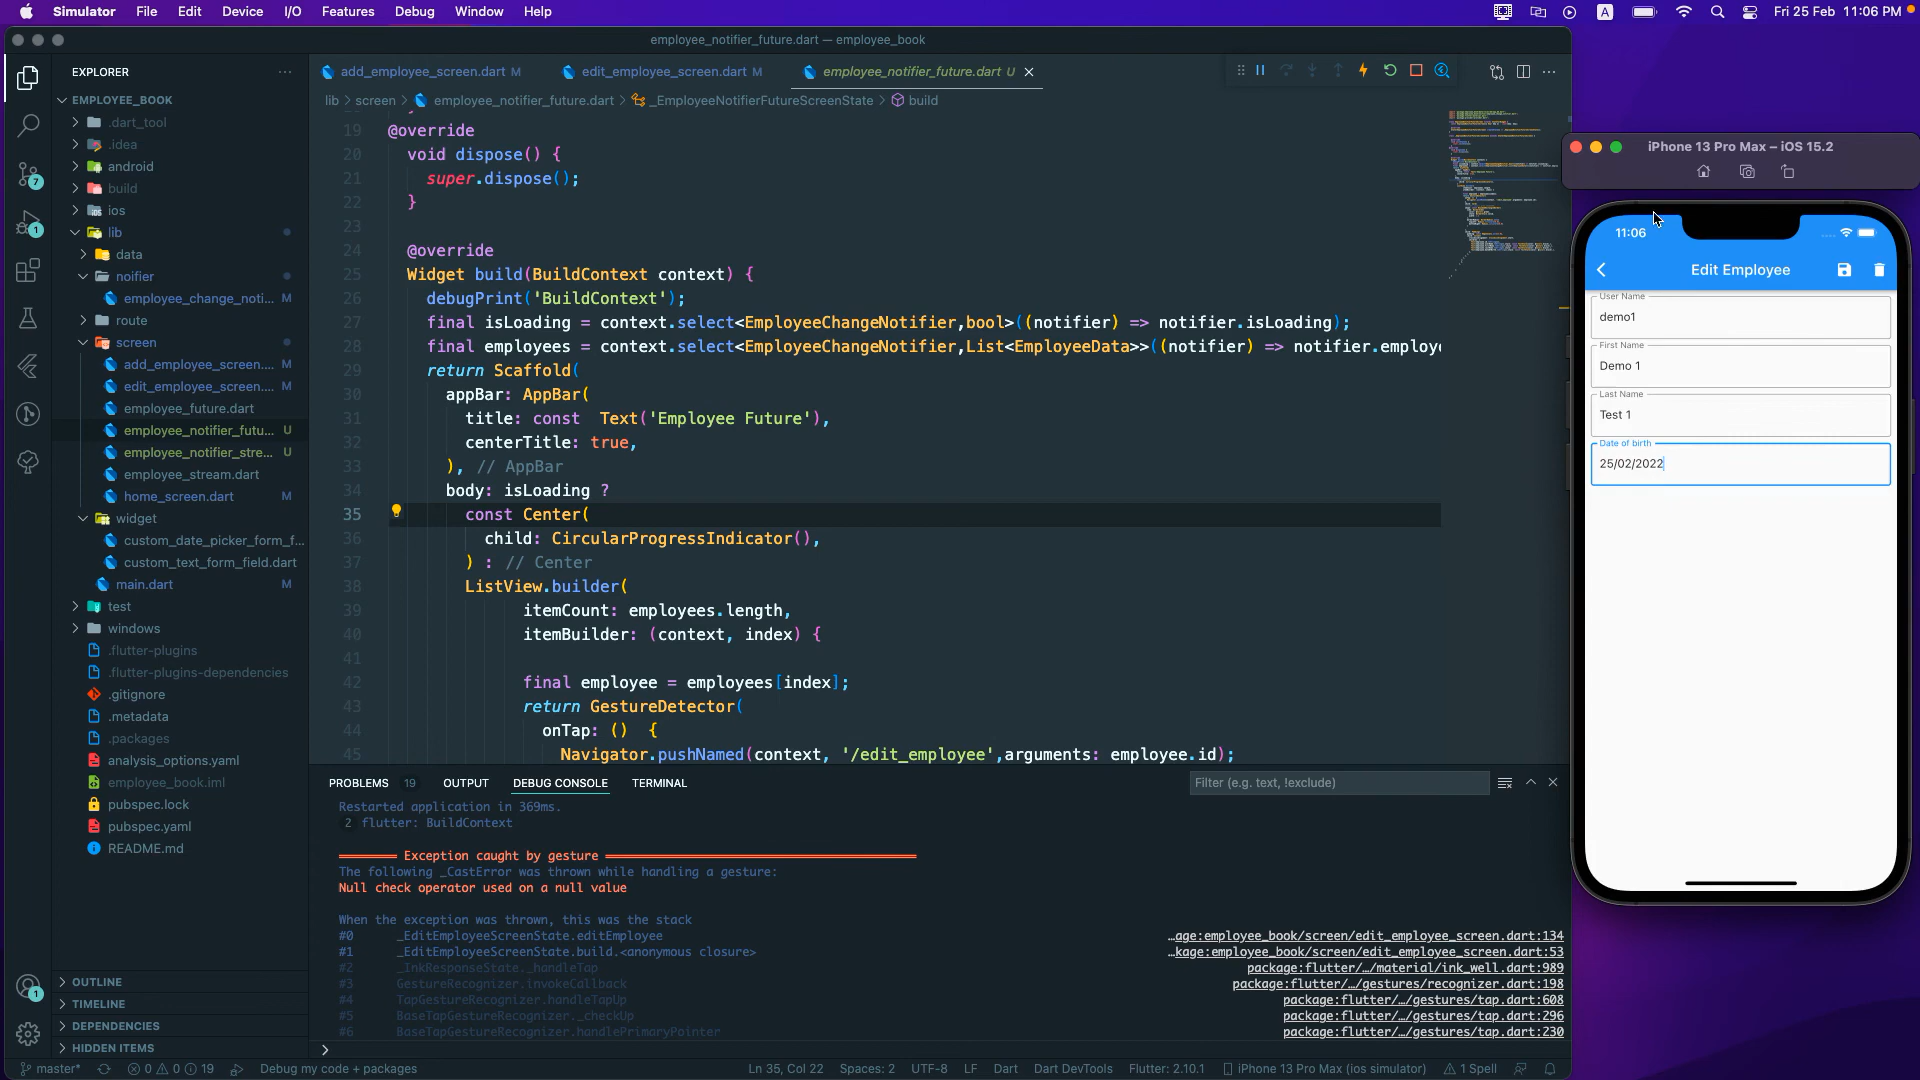 Simulator File Edit Device I/O Features Debug Window Help
A
Fri 25 Feb 11:06 PM
employee_notifier_future.dart — employee_book
EXPLORER
EMPLOYEE_BOOK
.dart_tool
.idea
android
build
ios
lib
data
noifier
employee_change_noti... M
route
screen
add_employee_screen.... M
edit_employee_screen.... M
employee_future.dart
employee_notifier_futu... U
employee_notifier_stre... U
employee_stream.dart
home_screen.dart M
widget
custom_date_picker_form_f...
custom_text_form_field.dart
main.dart M
test
windows
.flutter-plugins
.flutter-plugins-dependencies
.gitignore
.metadata
.packages
analysis_options.yaml
employee_book.iml
pubspec.lock
pubspec.yaml
README.md
OUTLINE
TIMELINE
DEPENDENCIES
HIDDEN ITEMS
7
1
1
add_employee_screen.dart M
edit_employee_screen.dart M
employee_notifier_future.dart U
lib > screen > employee_notifier_future.dart > _EmployeeNotifierFutureScreenState > build
19 @override
20 void dispose() {
21 super.dispose();
22 }
23
24 @override
25 Widget build(BuildContext context) {
26 debugPrint('BuildContext');
27 final isLoading = context.select<EmployeeChangeNotifier,bool>((notifier) => notifier.isLoading);
28 final employees = context.select<EmployeeChangeNotifier,List<EmployeeData>>((notifier) => notifier.employe
29 return Scaffold(
30 appBar: AppBar(
31 title: const  Text('Employee Future'),
32 centerTitle: true,
33 ), // AppBar
34 body: isLoading ?
35 const Center(
36 child: CircularProgressIndicator(),
37 ) : // Center
38 ListView.builder(
39 itemCount: employees.length,
40 itemBuilder: (context, index) {
41
42 final employee = employees[index];
43 return GestureDetector(
44 onTap: ()  {
45 Navigator.pushNamed(context, '/edit_employee',arguments: employee.id);
PROBLEMS 19 OUTPUT DEBUG CONSOLE TERMINAL
Filter (e.g. text, !exclude)
Restarted application in 369ms.
2 flutter: BuildContext
════════ Exception caught by gesture ═══════════════════════════════════════════
The following _CastError was thrown while handling a gesture:
Null check operator used on a null value
When the exception was thrown, this was the stack
#0 _EditEmployeeScreenState.editEmployee …age:employee_book/screen/edit_employee_screen.dart:134
#1 _EditEmployeeScreenState.build.<anonymous closure> …kage:employee_book/screen/edit_employee_screen.dart:53
#2 _InkResponseState._handleTap package:flutter/…/material/ink_well.dart:989
#3 GestureRecognizer.invokeCallback package:flutter/…/gestures/recognizer.dart:198
#4 TapGestureRecognizer.handleTapUp package:flutter/…/gestures/tap.dart:608
#5 BaseTapGestureRecognizer._checkUp package:flutter/…/gestures/tap.dart:296
#6 BaseTapGestureRecognizer.handlePrimaryPointer package:flutter/…/gestures/tap.dart:230
master* 0 0 19 Debug my code + packages
Ln 35, Col 22 Spaces: 2 UTF-8 LF Dart Dart DevTools Flutter: 2.10.1 iPhone 13 Pro Max (ios simulator) 1 Spell
iPhone 13 Pro Max – iOS 15.2
11:06
Edit Employee
User Name
demo1
First Name
Demo 1
Last Name
Test 1
Date of birth
25/02/2022